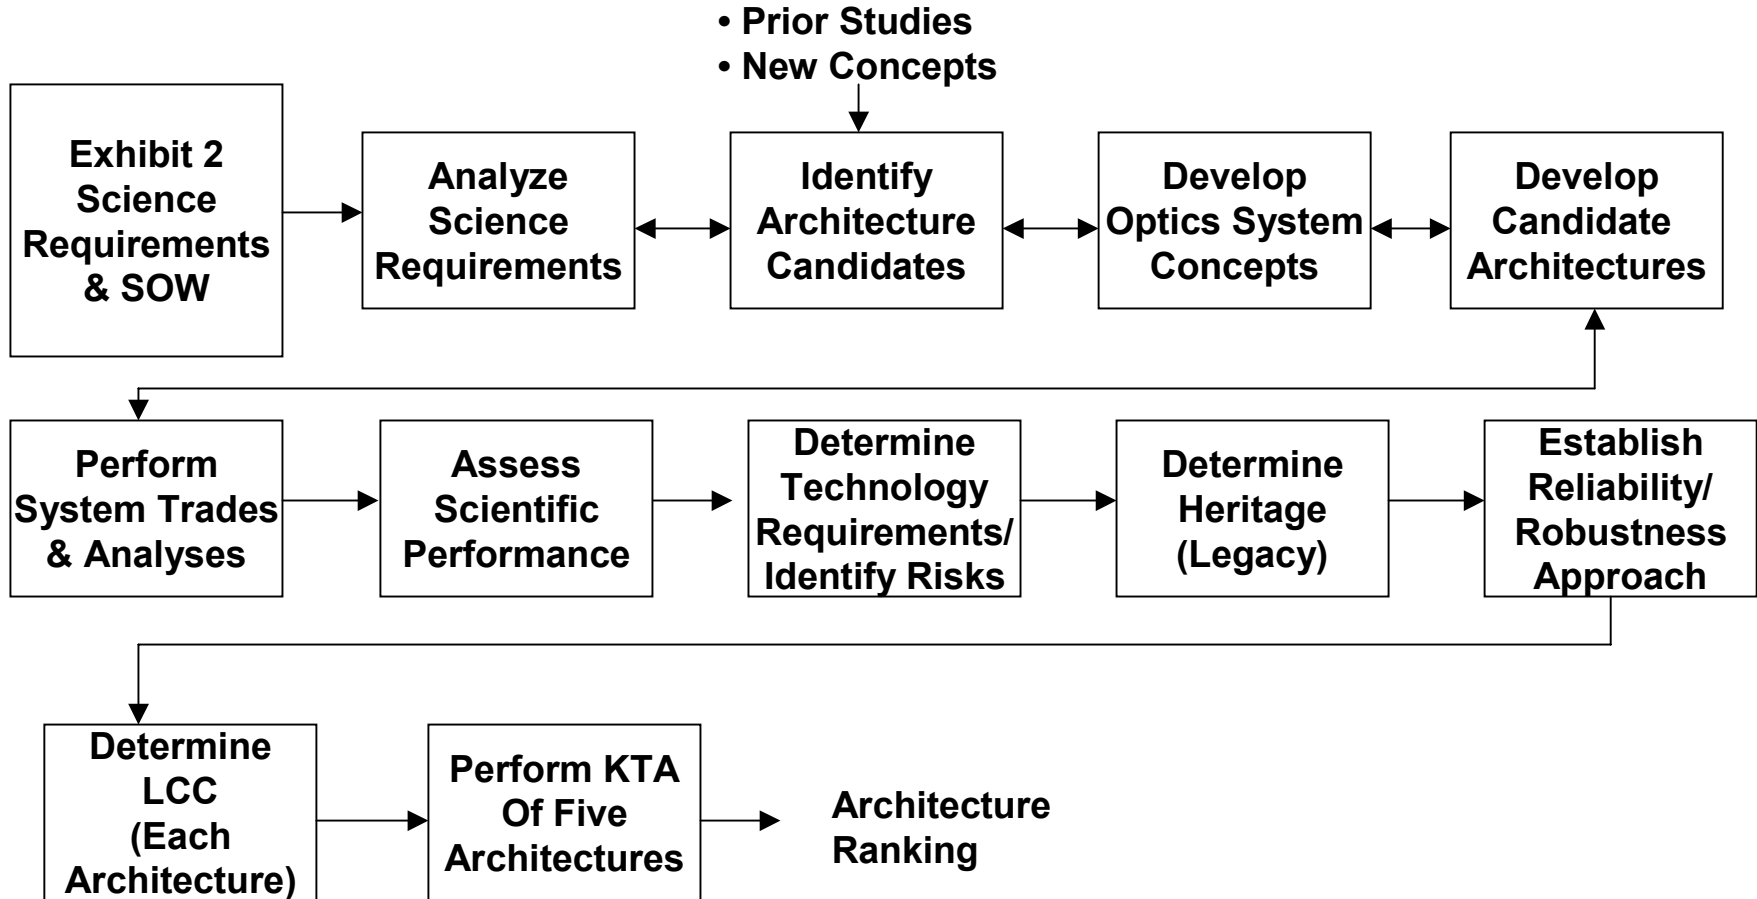 • Prior Studies
• New Concepts
Exhibit 2
Science
Requirements
& SOW
Analyze
Science
Requirements
Identify
Architecture
Candidates
Develop
Optics System
Concepts
Develop
Candidate
Architectures
Perform
System Trades
& Analyses
Assess
Scientific
Performance
Determine
Technology
Requirements/
Identify Risks
Determine
Heritage
(Legacy)
Establish
Reliability/
Robustness
Approach
Determine
LCC
(Each
Architecture)
Perform KTA
Of Five
Architectures
Architecture
Ranking